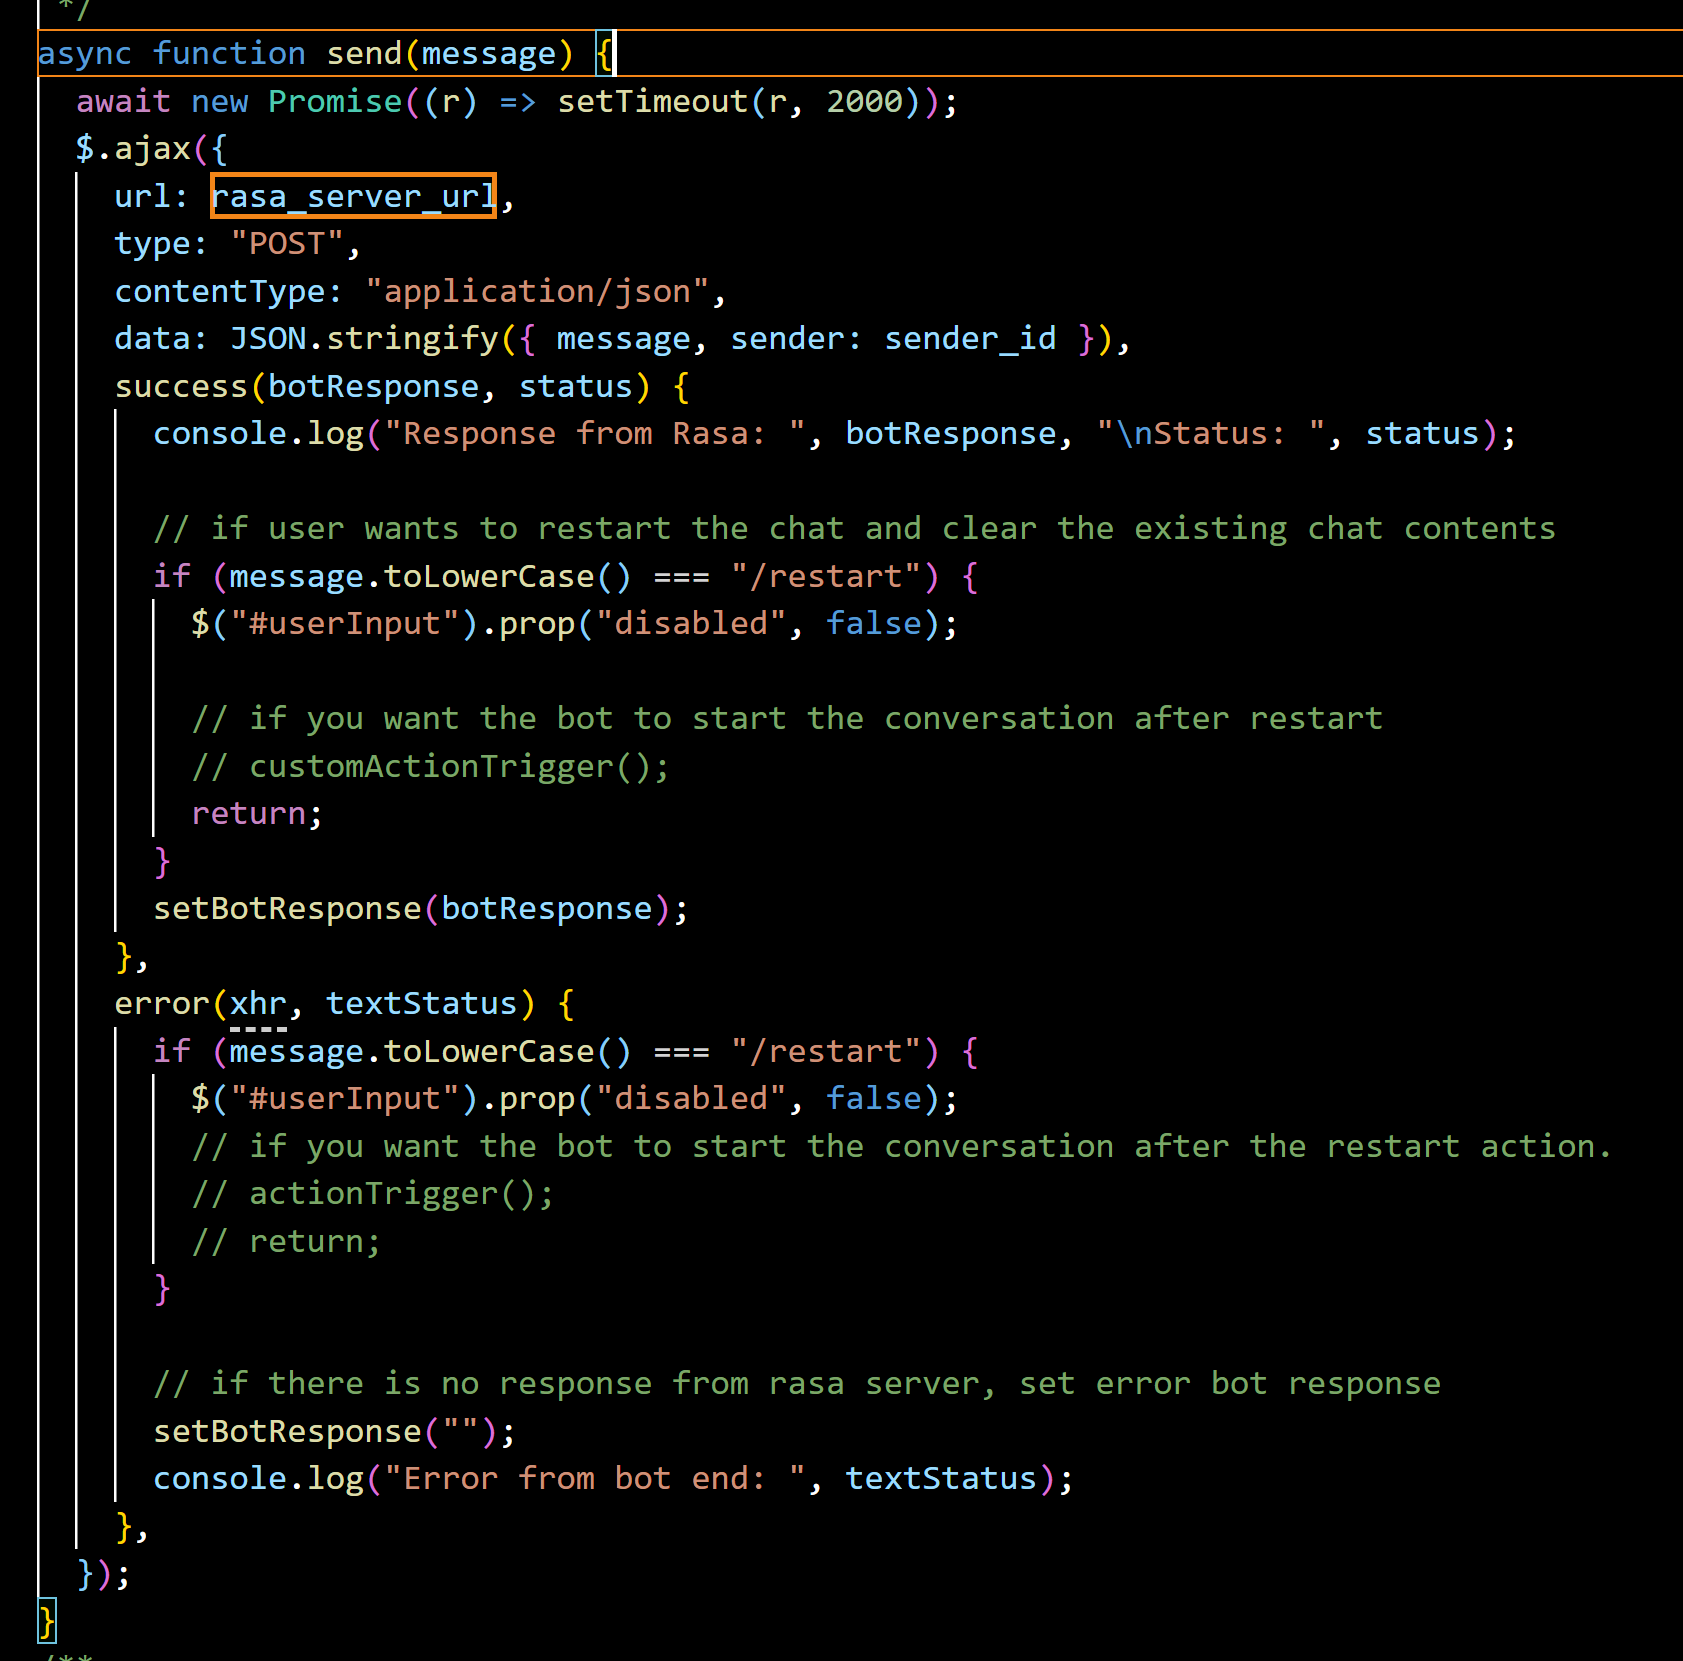 */
async function send(message) {
await new Promise((r) => setTimeout(r, 2000));
$.ajax({
url: rasa_server_url,
type: "POST",
contentType: "application/json",
data: JSON.stringify({ message, sender: sender_id }),
success(botResponse, status) {
console.log("Response from Rasa: ", botResponse, "\nStatus: ", status);
// if user wants to restart the chat and clear the existing chat contents
if (message.toLowerCase() === "/restart") {
$("#userInput").prop("disabled", false);
// if you want the bot to start the conversation after restart
// customActionTrigger();
return;
}
setBotResponse(botResponse);
},
error(xhr, textStatus) {
if (message.toLowerCase() === "/restart") {
$("#userInput").prop("disabled", false);
// if you want the bot to start the conversation after the restart action.
// actionTrigger();
// return;
}
// if there is no response from rasa server, set error bot response
setBotResponse("");
console.log("Error from bot end: ", textStatus);
},
});
}
/**